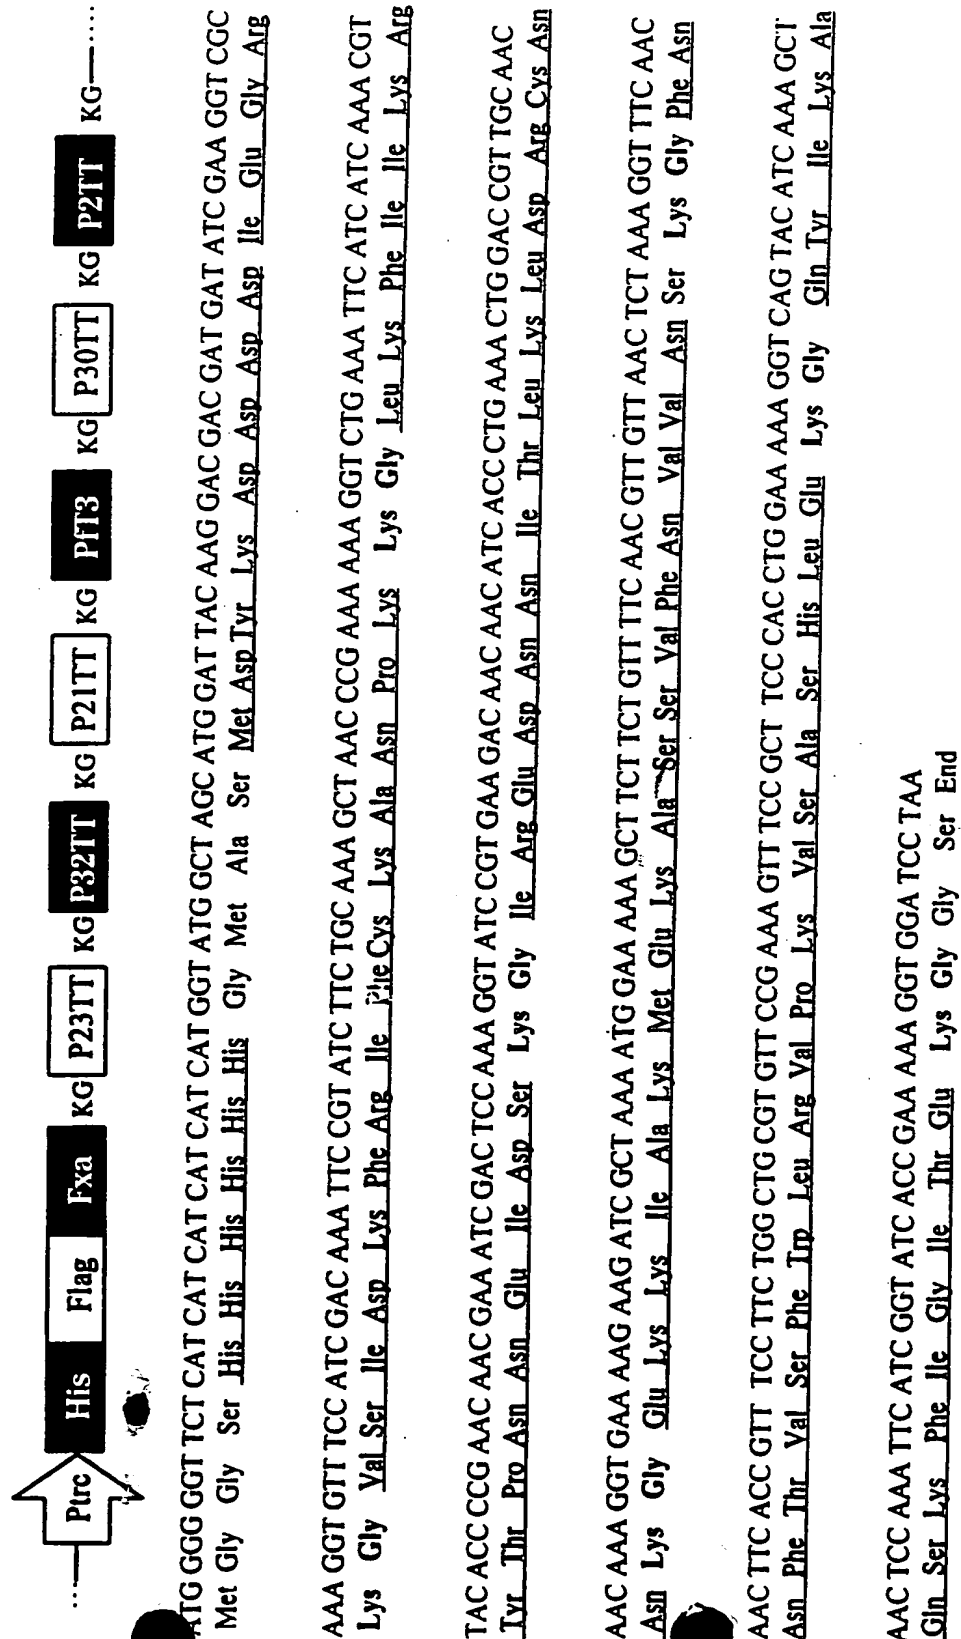 Ptrc His Flag Fxa KG P23TT KG P32TT KG P21TT KG PfT3 KG P30TT KG P2TT KG
ATG GGG GGT TCT CAT CAT CAT CAT CAT CAT GGT ATG GCT AGC ATG GAT TAC AAG GAC GAC GAC GAT GAT ATC GAA GGT CGC
Met Gly Gly Ser His His His His His His Gly Met Ala Ser Met Asp Tyr Lys Asp Asp Asp Asp Asp Ile Glu Gly Arg
AAA GGT GTT TCC ATC GAC AAA TTC CGT ATC TTC TGC AAA GCT AAC CCG AAA AAA GGT CTG AAA TTC ATC ATC AAA CGT
Lys Gly Val Ser Ile Asp Lys Phe Arg Ile Phe Cys Lys Ala Asn Pro Lys Lys Gly Leu Lys Phe Ile Ile Lys Arg
TAC ACC CCG AAC AAC GAA ATC GAC TCC AAA GGT ATC CGT GAA GAC AAC AAC ATC ACC CTG AAA CTG GAC CGT TGC AAC
Tyr Thr Pro Asn Asn Glu Ile Asp Ser Lys Gly Ile Arg Glu Asp Asn Asn Ile Thr Leu Lys Leu Asp Arg Cys Asn
AAC AAA GGT GAA AAG AAG ATC GCT AAA ATG GAA AAA GCT TCT TCT GTT TTC AAC GTT GTT AAC TCT AAA GGT TTC AAC
Asn Lys Gly Glu Lys Lys Ile Ala Lys Met Glu Lys Ala Ser Ser Val Phe Asn Val Val Asn Ser Lys Gly Phe Asn
AAC TTC ACC GTT TCC TTC TGG CTG CGT GTT CCG AAA GTT TCC GCT TCC CAC CTG GAA AAA GGT CAG TAC ATC AAA GCT
Asn Phe Thr Val Ser Phe Trp Leu Arg Val Pro Lys Val Ser Ala Ser His Leu Glu Lys Gly Gln Tyr Ile Lys Ala
AAC TCC AAA TTC ATC GGT ATC ACC GAA AAA GGT GGA TCC TAA
Gln Ser Lys Phe Ile Gly Ile Thr Glu Lys Gly Gly Ser End